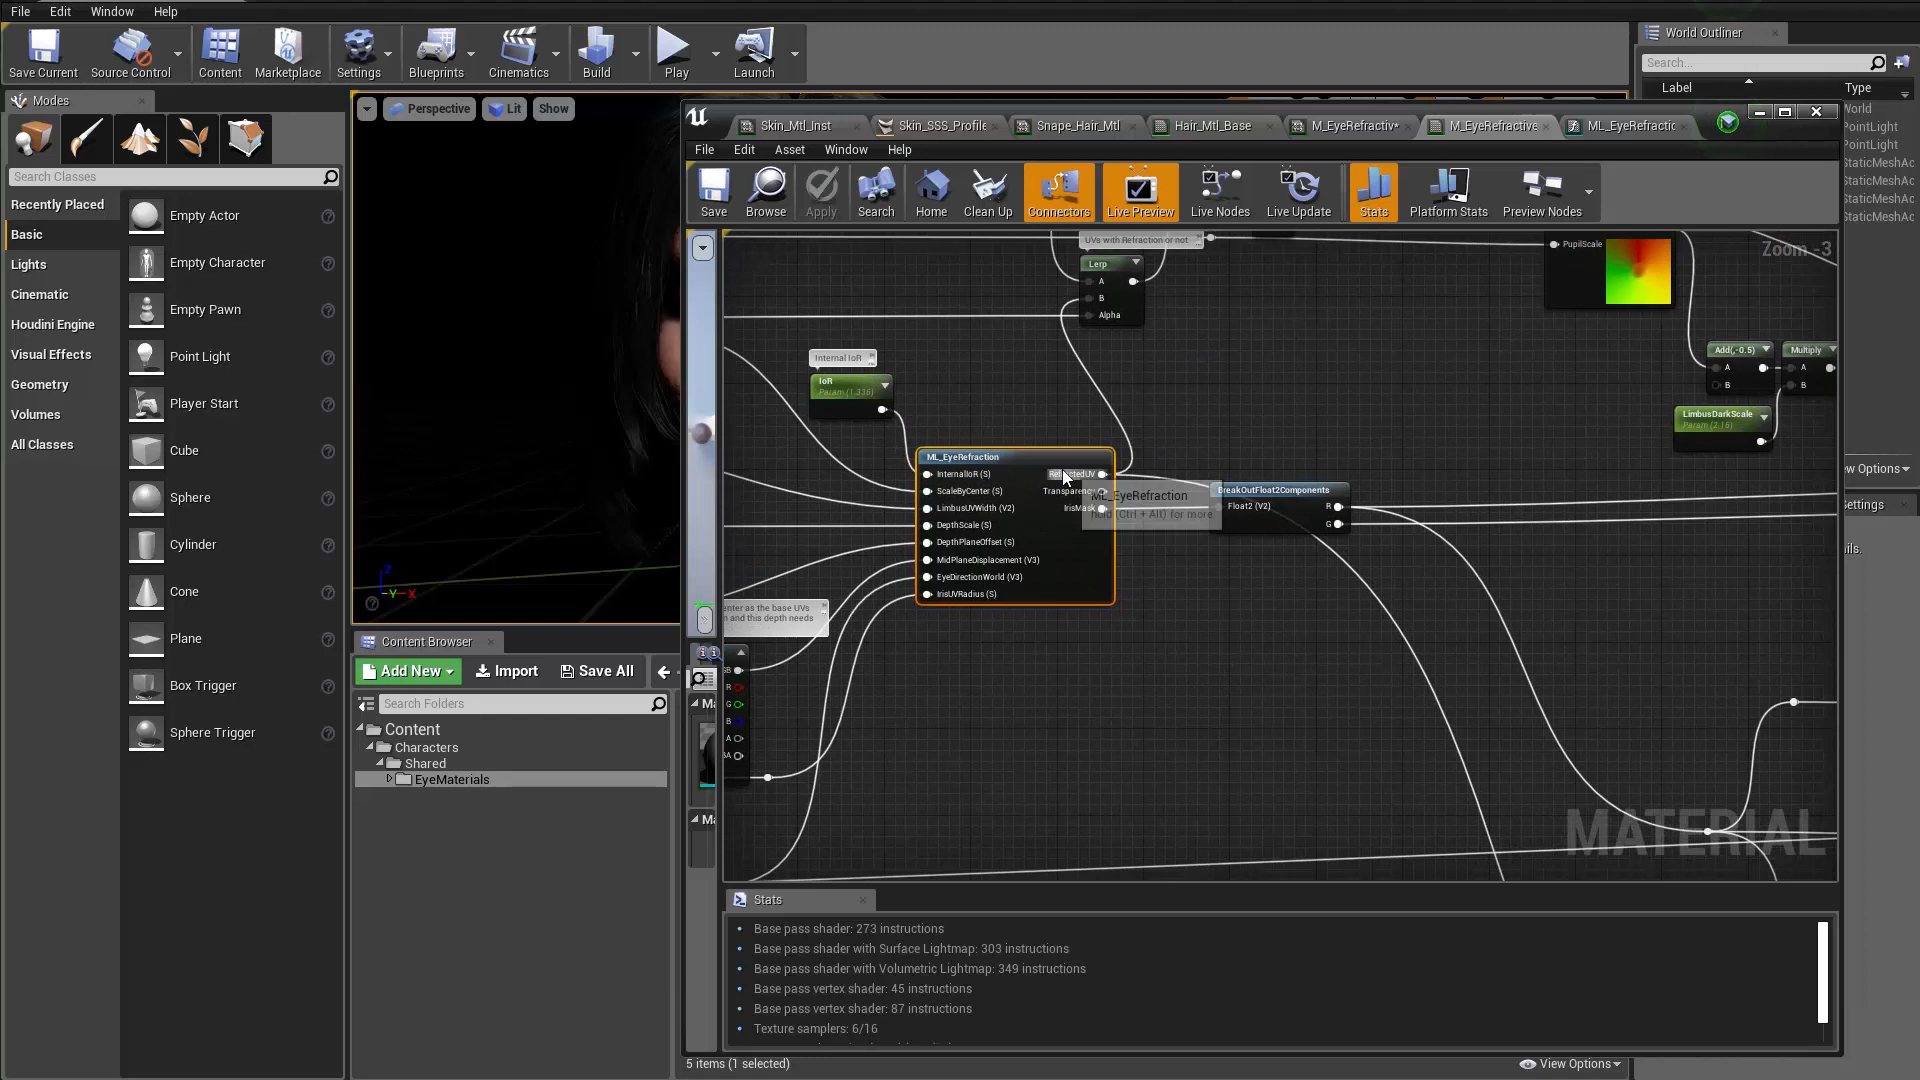 File Edit Window Help
Save Current Source Control Content Marketplace Settings Blueprints Cinematics Build Play Launch
World Outliner
Search...
Label Type
World
PointLight
PointLight
StaticMeshAc
StaticMeshAc
StaticMeshAc
StaticMeshAc
Modes
Search Classes
Recently Placed
Basic
Lights
Cinematic
Houdini Engine
Visual Effects
Geometry
Volumes
All Classes
Empty Actor
Empty Character
Empty Pawn
Point Light
Player Start
Cube
Sphere
Cylinder
Cone
Plane
Box Trigger
Sphere Trigger
Perspective Lit Show
Z
Y X
Content Browser
Add New Import Save All
Search Folders
Content
Characters
Shared
EyeMaterials
Skin_Mtl_Inst Skin_SSS_Profile Snape_Hair_Mtl Hair_Mtl_Base M_EyeRefractiv* M_EyeRefractive ML_EyeRefractic
File Edit Asset Window Help
Save Browse Apply Search Home Clean Up Connectors Live Preview Live Nodes Live Update Stats Platform Stats Preview Nodes
Zoom -3
UVs with Refraction or not
Lerp
A
B
Alpha
PupilScale
Internal IoR
IoR
Param (1.336)
Add(,-0.5)
A
B
Multiply
A
B
LimbusDarkScale
Param (2.15)
ML_EyeRefraction
InternalIoR (S)
ScaleByCenter (S)
LimbusUVWidth (V2)
DepthScale (S)
DepthPlaneOffset (S)
MidPlaneDisplacement (V3)
EyeDirectionWorld (V3)
IrisUVRadius (S)
RefractedUV
Transparency
IrisMask
ML_EyeRefraction
hold (Ctrl + Alt) for more
BreakOutFloat2Components
Float2 (V2)
R
G
enter as the base UVs
n and this depth needs
GB
R
G
B
A
BA
Ma
Ma
MATERIAL
Stats
Base pass shader: 273 instructions
Base pass shader with Surface Lightmap: 303 instructions
Base pass shader with Volumetric Lightmap: 349 instructions
Base pass vertex shader: 45 instructions
Base pass vertex shader: 87 instructions
Texture samplers: 6/16
5 items (1 selected)
View Options
ew Options
ettings
ils.